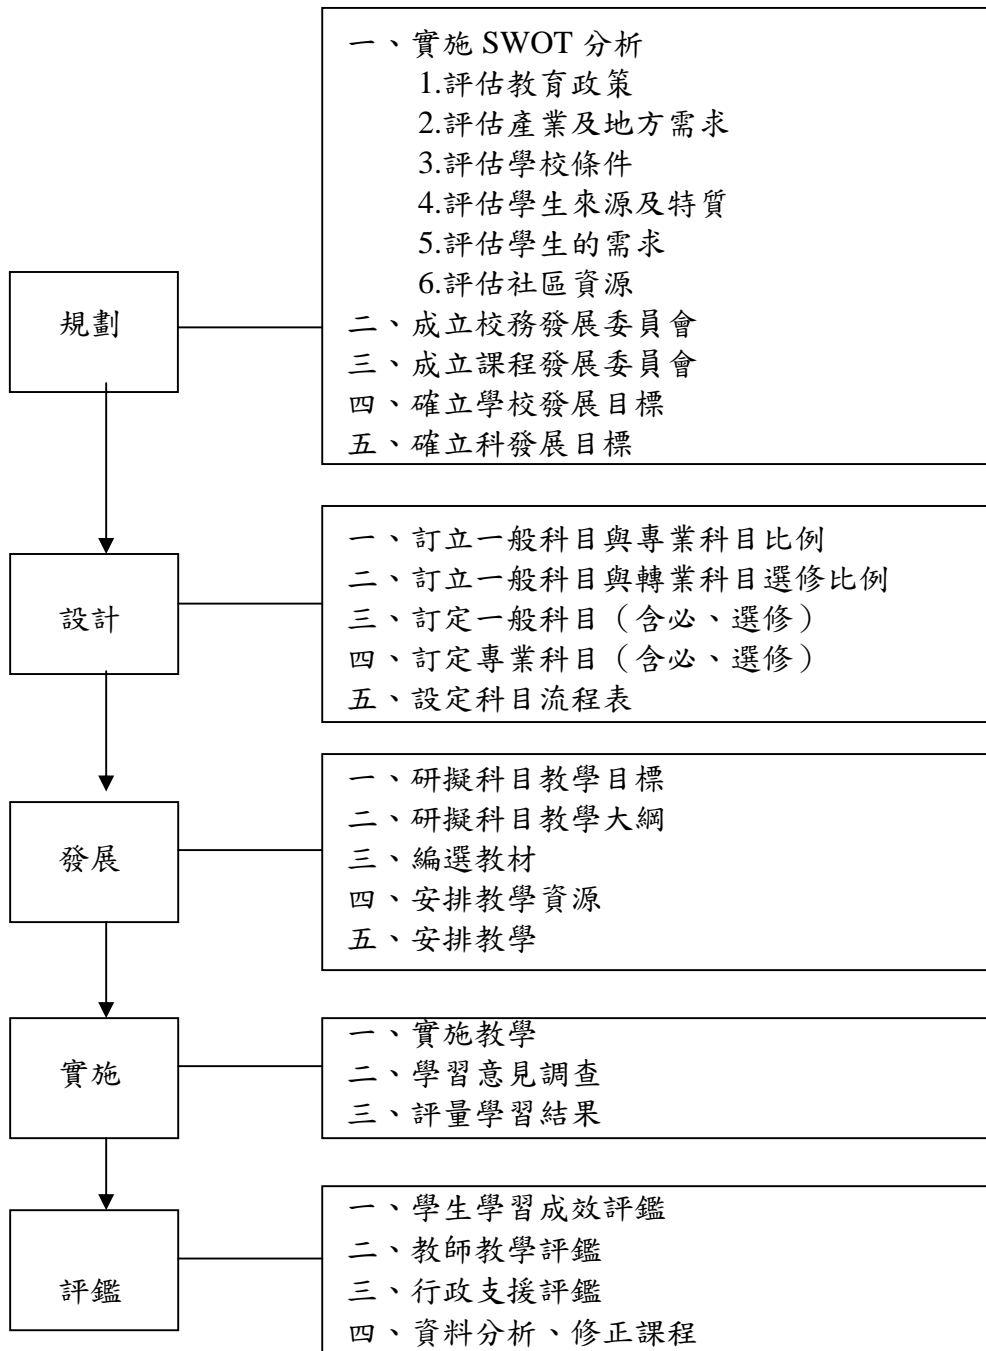 一、實施 SWOT 分析
1.評估教育政策
2.評估產業及地方需求
3.評估學校條件
4.評估學生來源及特質
5.評估學生的需求
6.評估社區資源
二、成立校務發展委員會
三、成立課程發展委員會
四、確立學校發展目標
五、確立科發展目標
規劃
一、訂立一般科目與專業科目比例
二、訂立一般科目與轉業科目選修比例
三、訂定一般科目（含必、選修）
四、訂定專業科目（含必、選修）
五、設定科目流程表
設計
一、研擬科目教學目標
二、研擬科目教學大綱
三、編選教材
四、安排教學資源
五、安排教學
發展
一、實施教學
二、學習意見調查
三、評量學習結果
實施
一、學生學習成效評鑑
二、教師教學評鑑
三、行政支援評鑑
四、資料分析、修正課程
評鑑